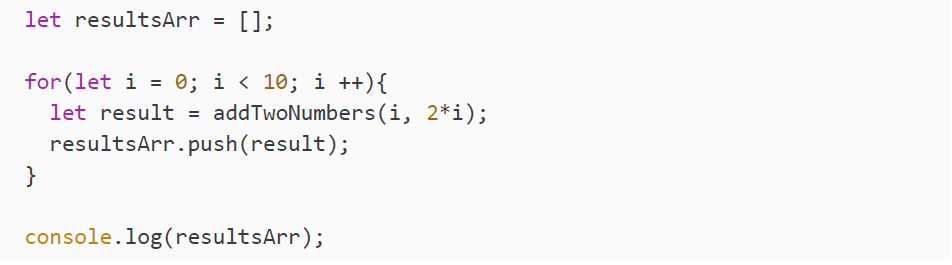 let resultsArr = [];
for(let i = 0; i < 10; i ++){
  let result = addTwoNumbers(i, 2*i);
  resultsArr.push(result);
}
console.log(resultsArr);